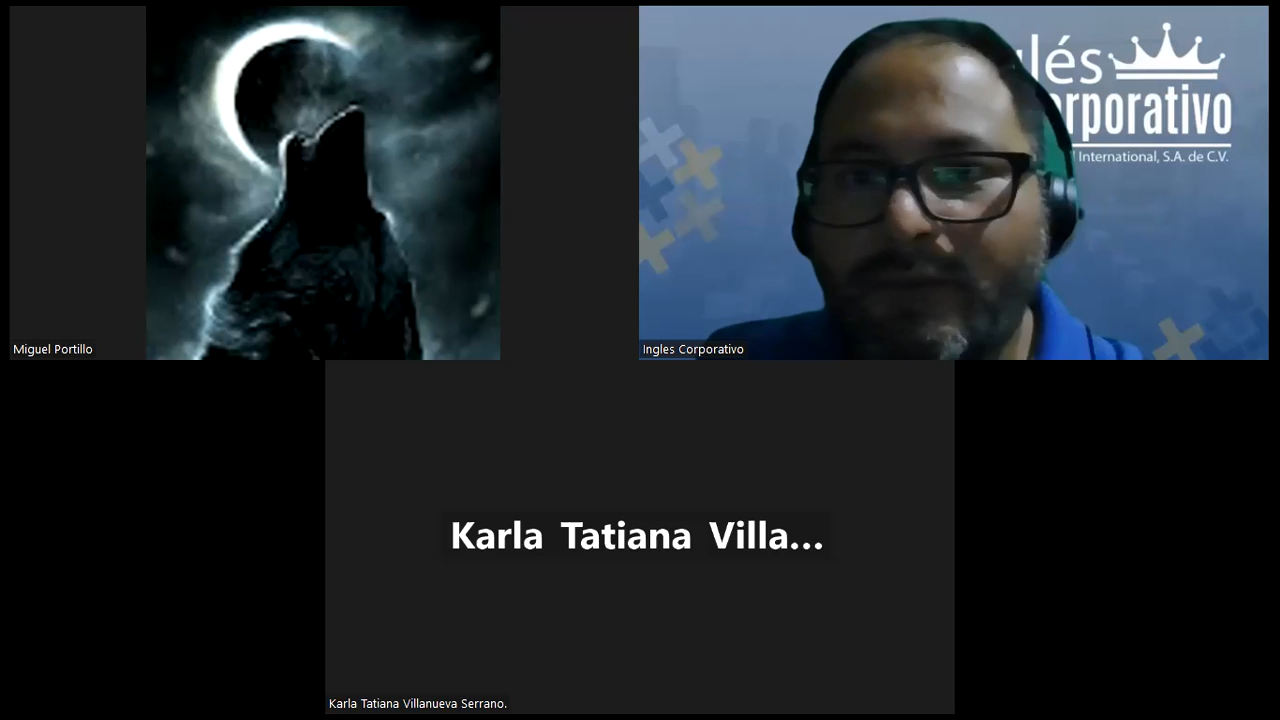 lés
rporativo
International, S.A. de C.V.
Miguel Portillo
Ingles Corporativo
Karla Tatiana Villa...
Karla Tatiana Villanueva Serrano.